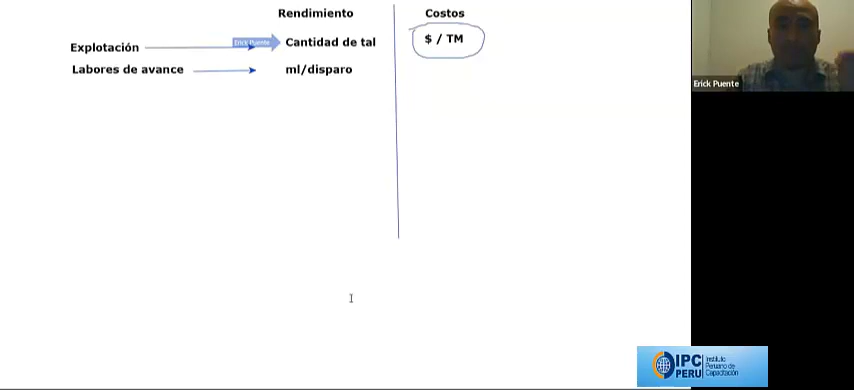 Rendimiento
Costos
Explotación
Erick Puente
Cantidad de tal
$ / TM
Labores de avance
ml/disparo
Erick Puente
IPC PERU
Instituto
Peruano de
Capacitación